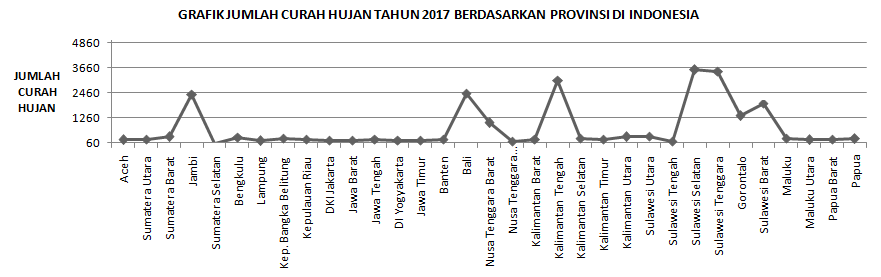 GRAFIK JUMLAH CURAH HUJAN TAHUN 2017 BERDASARKAN PROVINSI DI INDONESIA
JUMLAH
CURAH
HUJAN
4860
3660
2460
1260
60
Aceh
Sumatera Utara
Sumatera Barat
Jambi
Sumatera Selatan
Bengkulu
Lampung
Kep. Bangka Belitung
Kepulauan Riau
DKI Jakarta
Jawa Barat
Jawa Tengah
DI Yogyakarta
Jawa Timur
Banten
Bali
Nusa Tenggara Barat
Nusa Tenggara...
Kalimantan Barat
Kalimantan Tengah
Kalimantan Selatan
Kalimantan Timur
Kalimantan Utara
Sulawesi Utara
Sulawesi Tengah
Sulawesi Selatan
Sulawesi Tenggara
Gorontalo
Sulawesi Barat
Maluku
Maluku Utara
Papua Barat
Papua